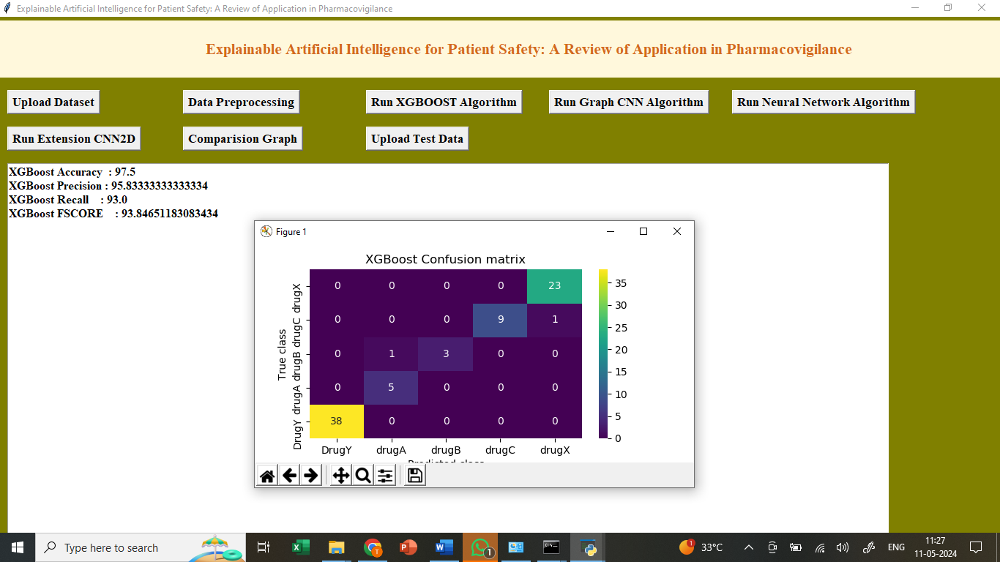 Explainable Artificial Intelligence for Patient Safety: A Review of Application in Pharmacovigilance
Explainable Artificial Intelligence for Patient Safety: A Review of Application in Pharmacovigilance
Upload Dataset Data Preprocessing Run XGBOOST Algorithm Run Graph CNN Algorithm Run Neural Network Algorithm
Run Extension CNN2D Comparision Graph Upload Test Data
XGBoost Accuracy : 97.5
XGBoost Precision : 95.83333333333334
XGBoost Recall : 93.0
XGBoost FSCORE : 93.84651183083434
Figure 1
XGBoost Confusion matrix
True class
drugX 0 0 0 0 23
drugC 0 0 0 9 1
drugB 0 1 3 0 0
drugA 0 5 0 0 0
DrugY 38 0 0 0 0
DrugY drugA drugB drugC drugX
Predicted class
35
30
25
20
15
10
5
0
Type here to search
1
1
33°C
ENG
11:27
11-05-2024